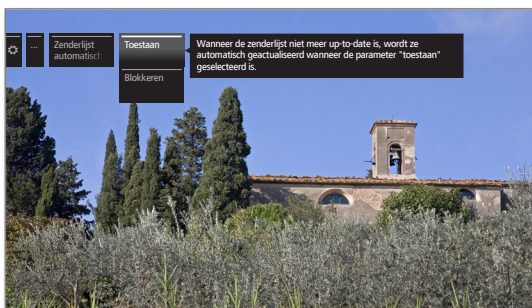 ...
Zenderlijst
automatisch
Toestaan
Blokkeren
Wanneer de zenderlijst niet meer up-to-date is, wordt ze
automatisch geactualiseerd wanneer de parameter "toestaan"
geselecteerd is.